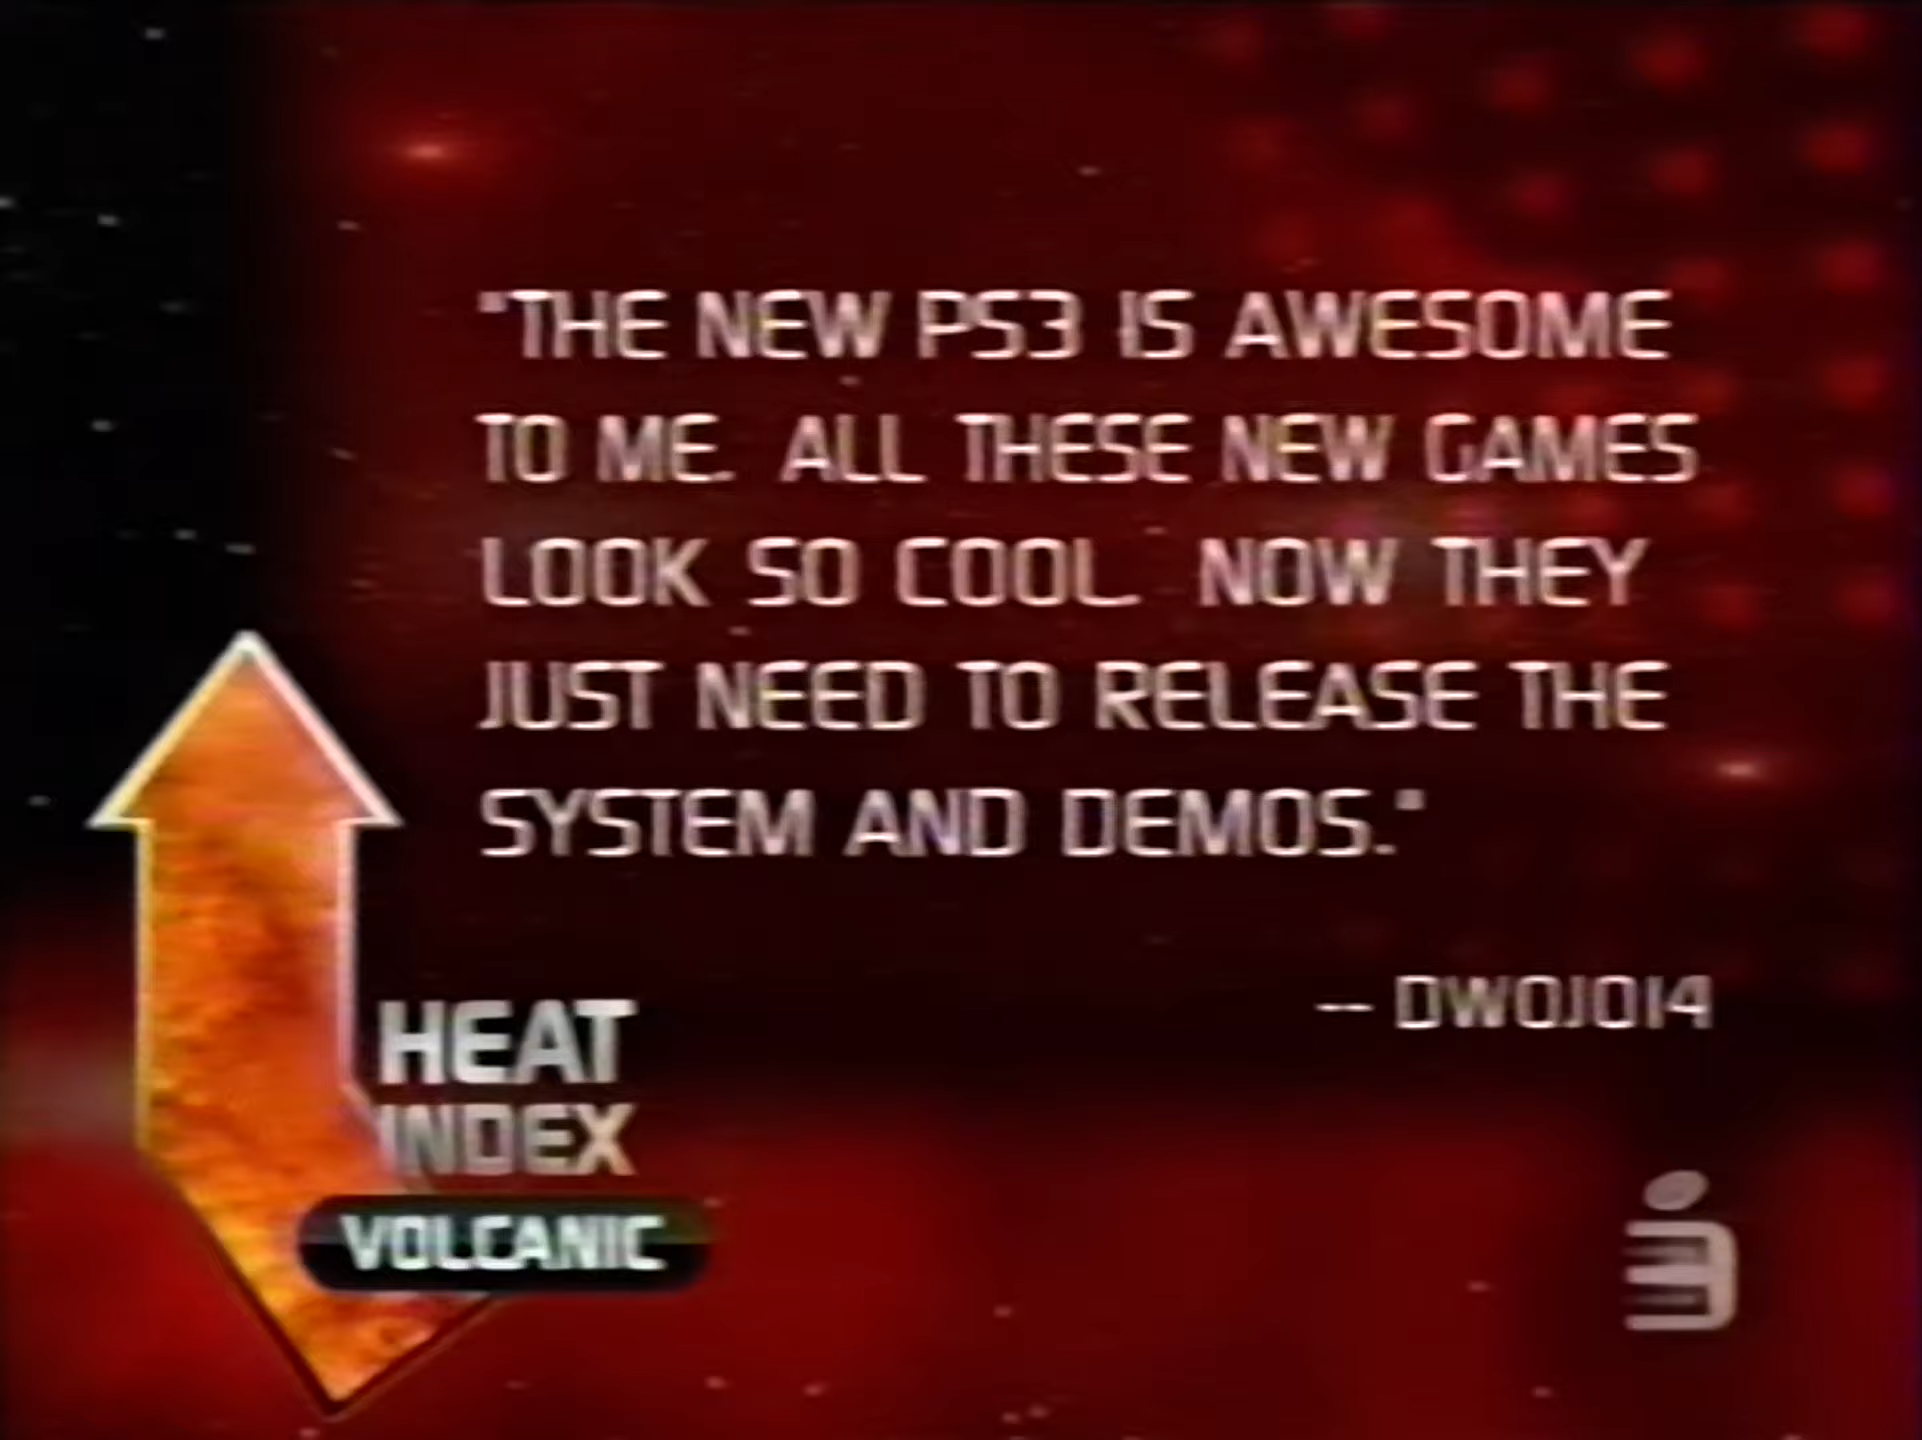 "THE NEW PS3 IS AWESOME
TO ME. ALL THESE NEW GAMES
LOOK SO COOL. NOW THEY
JUST NEED TO RELEASE THE
SYSTEM AND DEMOS."
-- DWOJO14
HEAT
INDEX
VOLCANIC